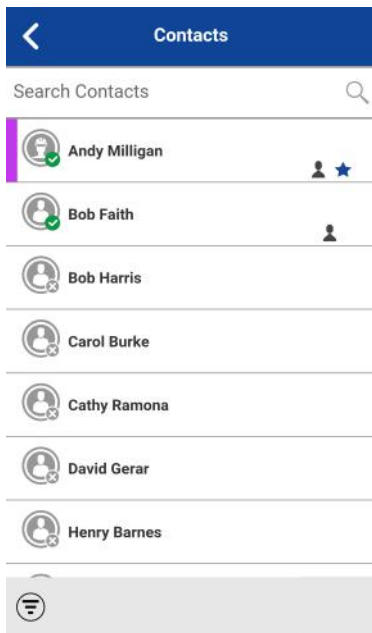 Contacts
Search Contacts
Andy Milligan
Bob Faith
Bob Harris
Carol Burke
Cathy Ramona
David Gerar
Henry Barnes